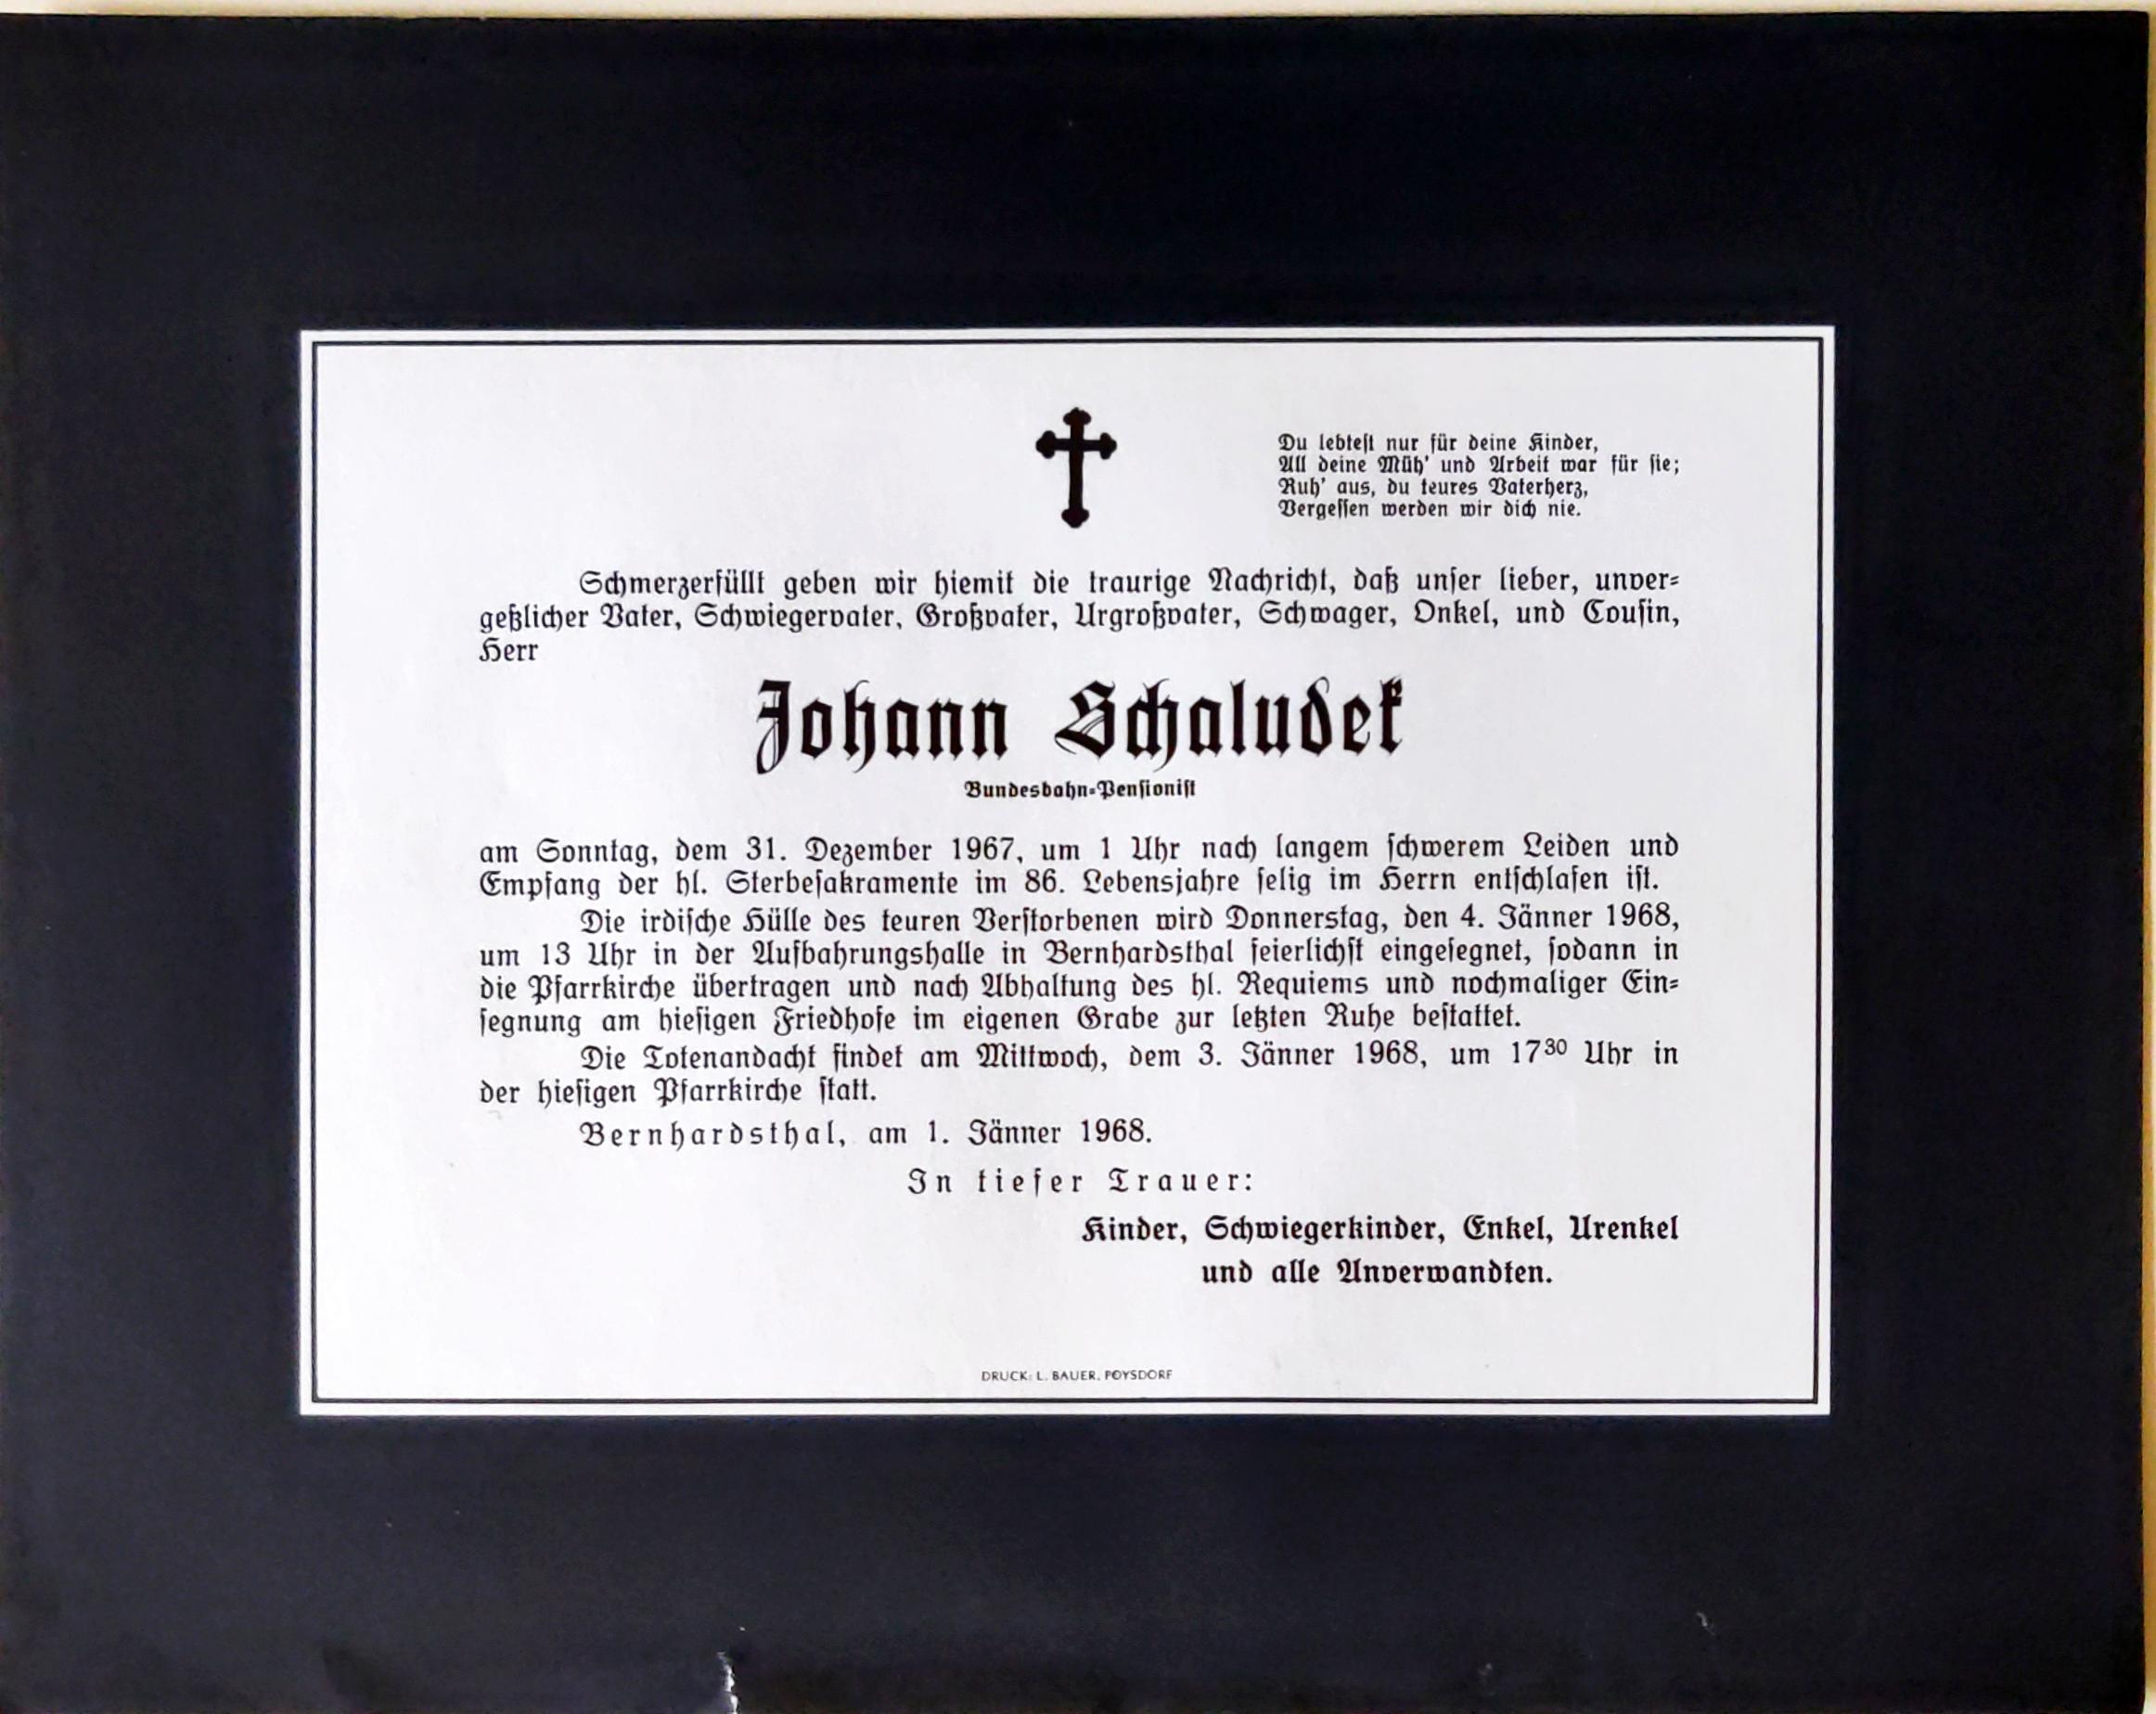 Du lebtest nur für deine Kinder,
All deine Müh' und Arbeit war für sie;
Ruh' aus, du teures Vaterherz,
Vergessen werden wir dich nie.
Schmerzerfüllt geben wir hiemit die traurige Nachricht, daß unser lieber, unver-
geßlicher Vater, Schwiegervater, Großvater, Urgroßvater, Schwager, Onkel, und Cousin,
Herr
Johann Schaludek
Bundesbahn-Pensionist
am Sonntag, dem 31. Dezember 1967, um 1 Uhr nach langem schwerem Leiden und
Empfang der hl. Sterbesakramente im 86. Lebensjahre selig im Herrn entschlafen ist.
Die irdische Hülle des teuren Verstorbenen wird Donnerstag, den 4. Jänner 1968,
um 13 Uhr in der Aufbahrungshalle in Bernhardsthal feierlichst eingesegnet, sodann in
die Pfarrkirche übertragen und nach Abhaltung des hl. Requiems und nochmaliger Ein-
segnung am hiesigen Friedhofe im eigenen Grabe zur letzten Ruhe bestattet.
Die Totenandacht findet am Mittwoch, dem 3. Jänner 1968, um 17³⁰ Uhr in
der hiesigen Pfarrkirche statt.
Bernhardsthal, am 1. Jänner 1968.
In tiefer Trauer:
Kinder, Schwiegerkinder, Enkel, Urenkel
und alle Anverwandten.
DRUCK: L. BAUER, POYSDORF